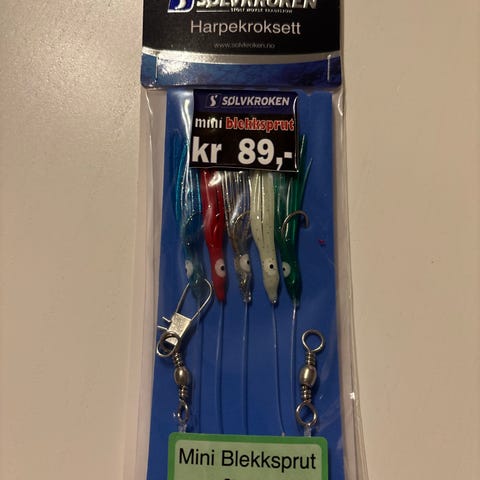 SØLVKROKEN
Harpekroksett
www.solvkroken.no
SØLVKROKEN
mini blekksprut
kr 89,-
Mini Blekksprut